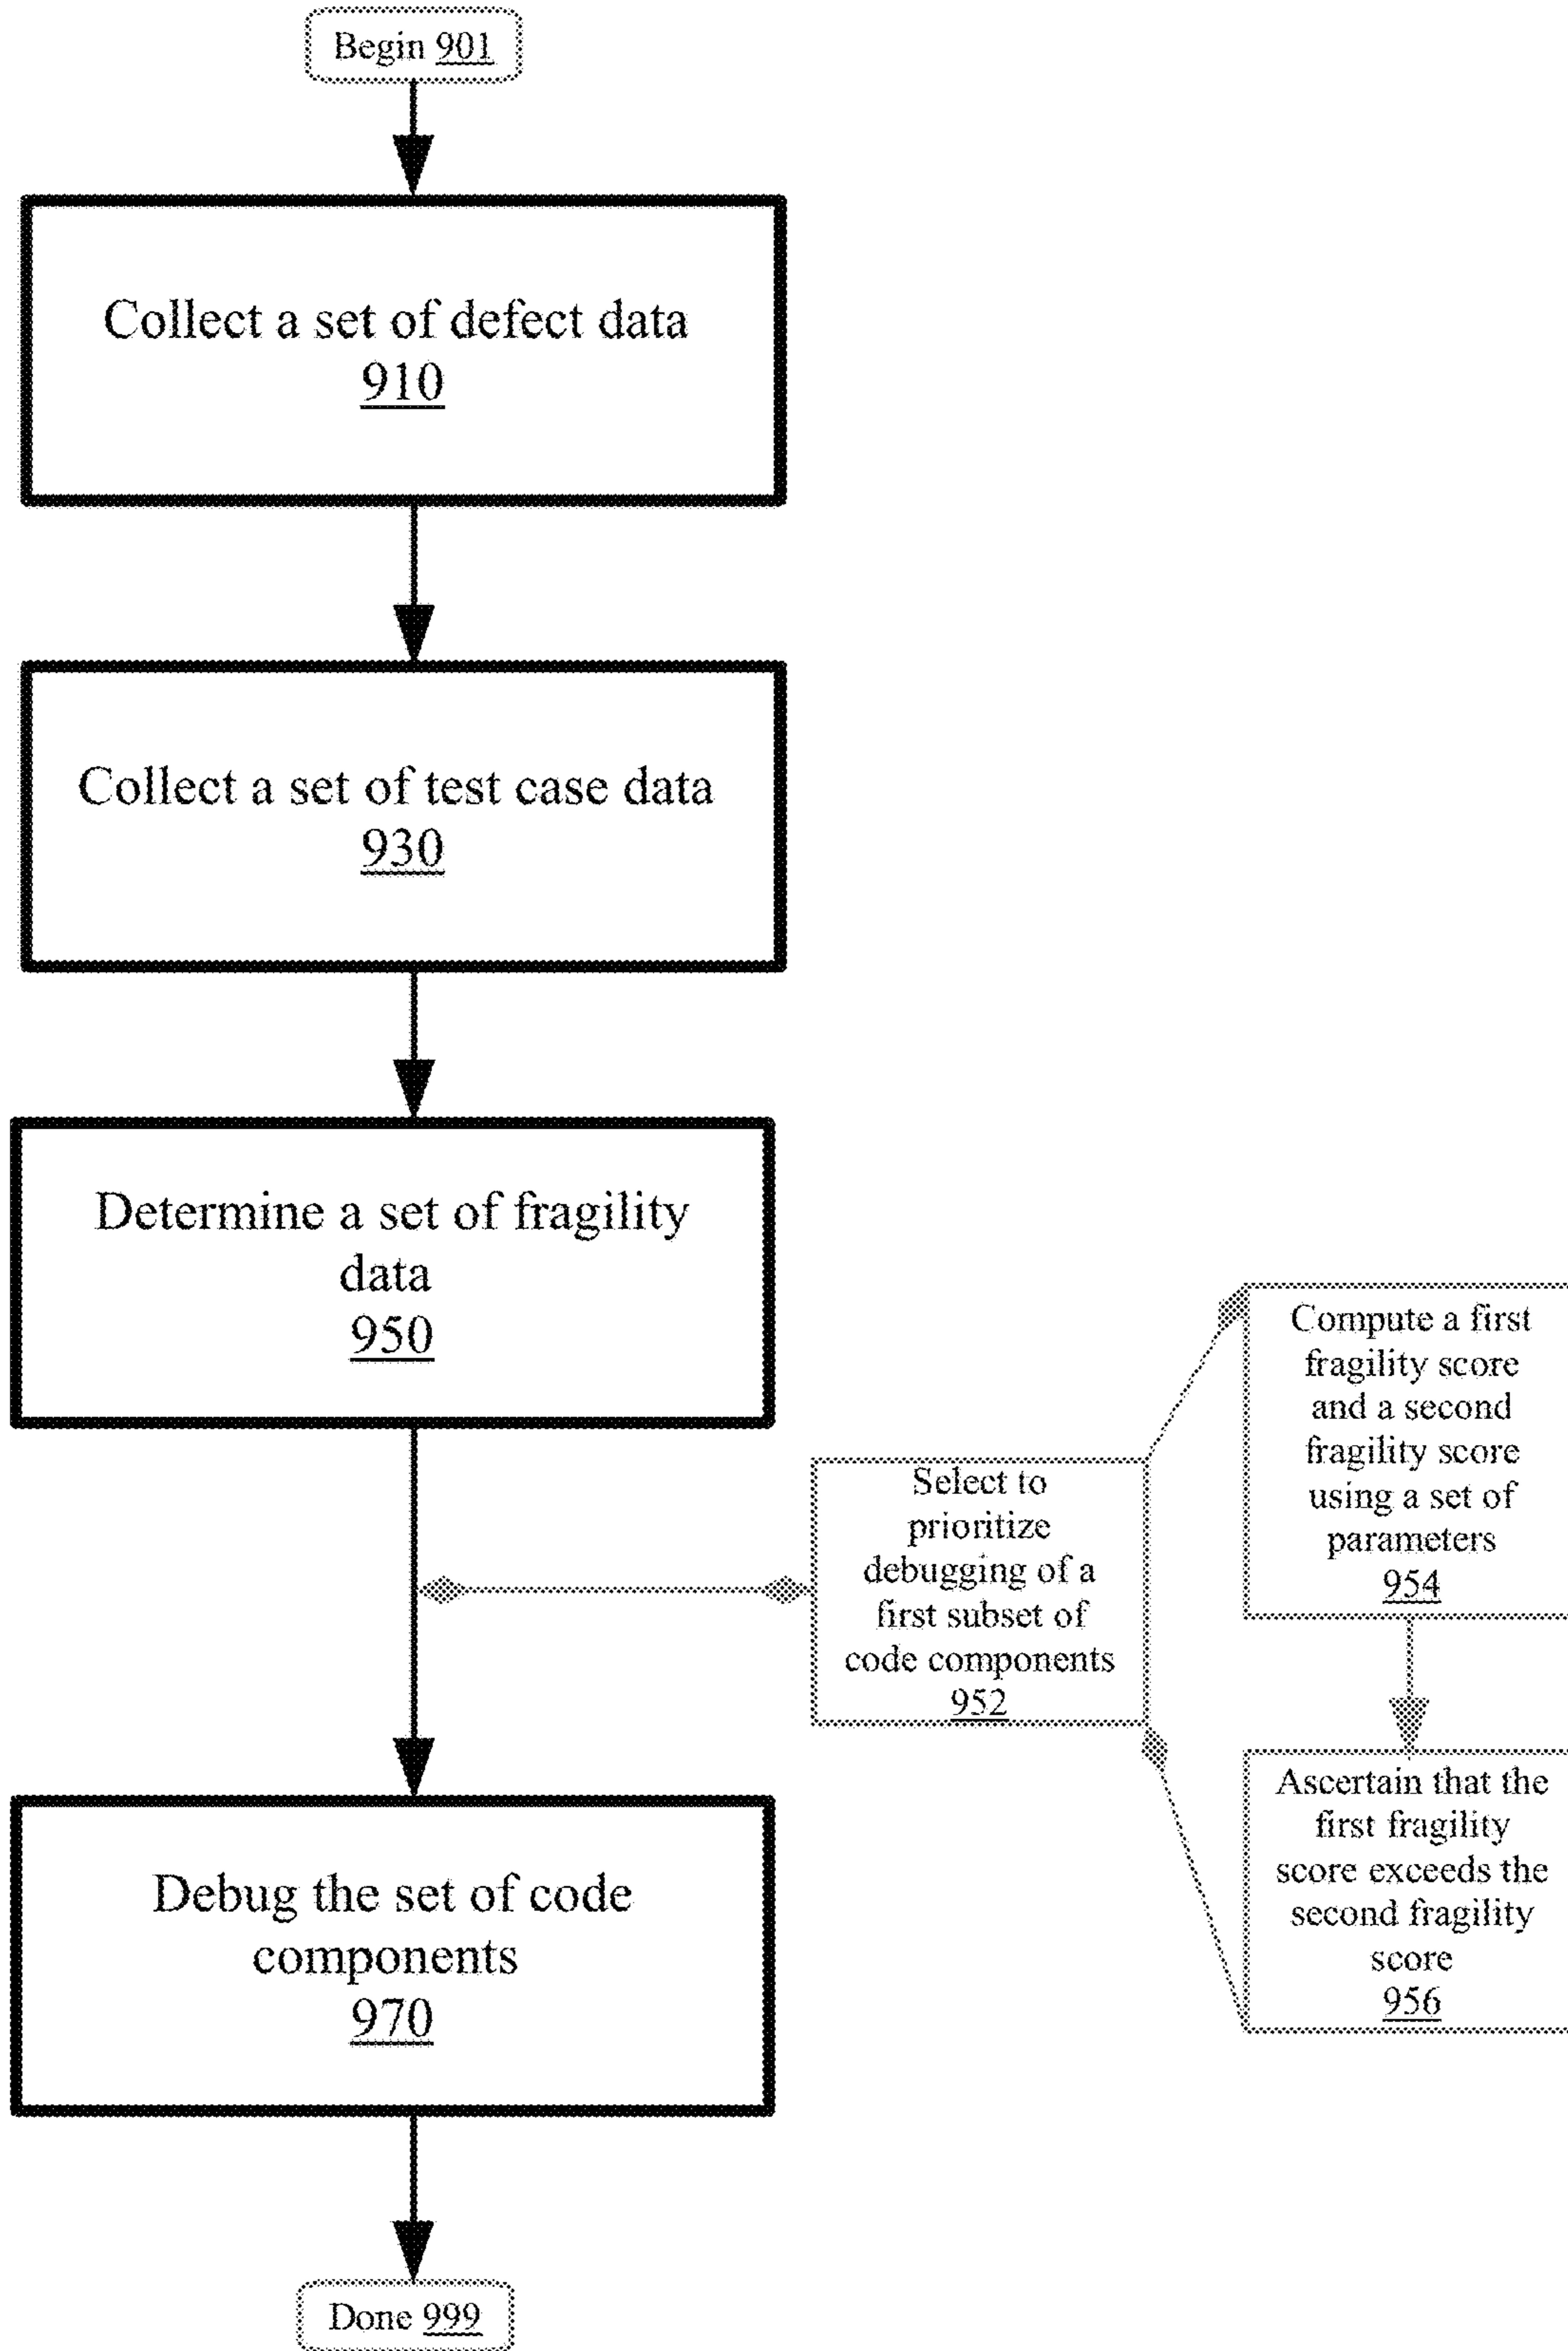 Begin 901
Collect a set of defect data
910
Collect a set of test case data
930
Determine a set of fragility
data
950
Select to
prioritize
debugging of a
first subset of
code components
952
Compute a first
fragility score
and a second
fragility score
using a set of
parameters
954
Ascertain that the
first fragility
score exceeds the
second fragility
score
956
Debug the set of code
components
970
Done 999